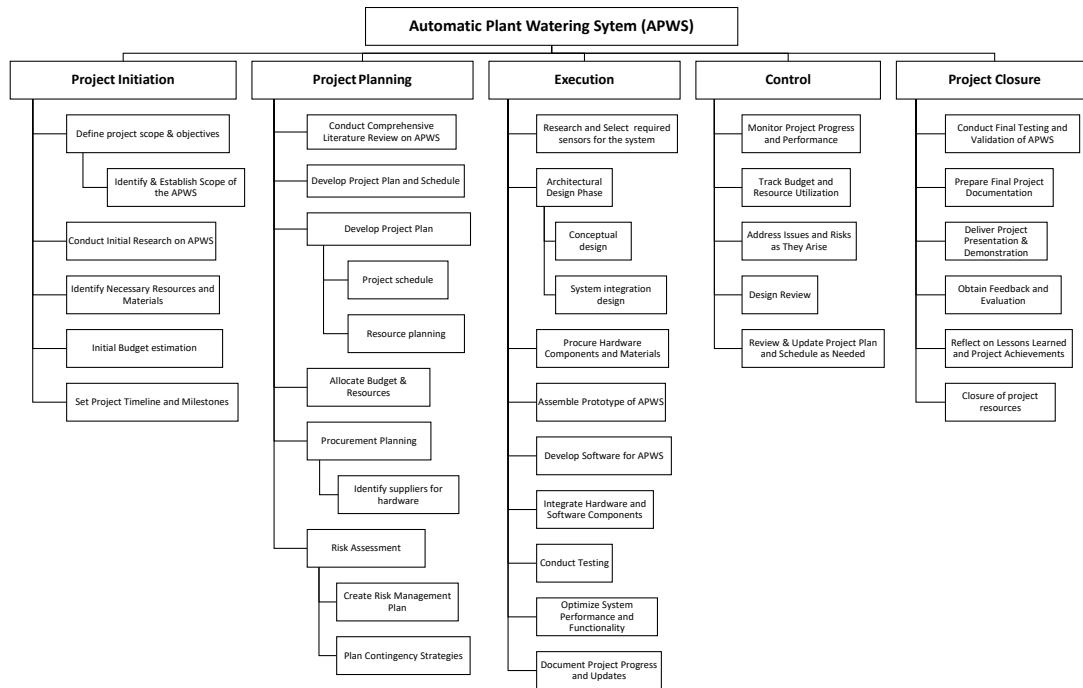 Automatic Plant Watering Sytem (APWS)
Project Initiation
Define project scope & objectives
Identify & Establish Scope of
the APWS
Conduct Initial Research on APWS
Identify Necessary Resources and
Materials
Initial Budget estimation
Set Project Timeline and Milestones
Project Planning
Conduct Comprehensive
Literature Review on APWS
Develop Project Plan and Schedule
Develop Project Plan
Project schedule
Resource planning
Allocate Budget &
Resources
Procurement Planning
Identify suppliers for
hardware
Risk Assessment
Create Risk Management
Plan
Plan Contingency Strategies
Execution
Research and Select required
sensors for the system
Architectural
Design Phase
Conceptual
design
System integration
design
Procure Hardware
Components and Materials
Assemble Prototype of APWS
Develop Software for APWS
Integrate Hardware and
Software Components
Conduct Testing
Optimize System
Performance and
Functionality
Document Project Progress
and Updates
Control
Monitor Project Progress
and Performance
Track Budget and
Resource Utilization
Address Issues and Risks
as They Arise
Design Review
Review & Update Project Plan
and Schedule as Needed
Project Closure
Conduct Final Testing and
Validation of APWS
Prepare Final Project
Documentation
Deliver Project
Presentation &
Demonstration
Obtain Feedback and
Evaluation
Reflect on Lessons Learned
and Project Achievements
Closure of project
resources